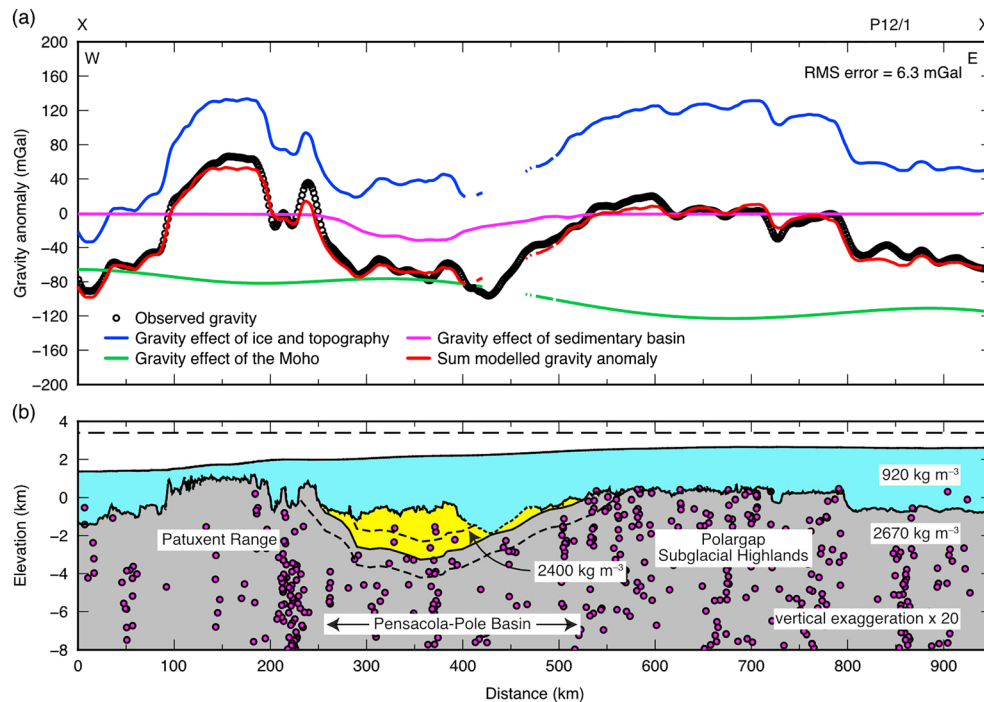 (a)
X
P12/1
X
W
E
RMS error = 6.3 mGal
200
160
120
80
40
0
−40
−80
−120
−160
−200
Gravity anomaly (mGal)
Observed gravity
Gravity effect of ice and topography
Gravity effect of the Moho
Gravity effect of sedimentary basin
Sum modelled gravity anomaly
(b)
4
2
0
−2
−4
−6
−8
Elevation (km)
920 kg m⁻³
2670 kg m⁻³
Patuxent Range
Polargap
Subglacial Highlands
2400 kg m⁻³
Pensacola-Pole Basin
vertical exaggeration x 20
0 100 200 300 400 500 600 700 800 900
Distance (km)